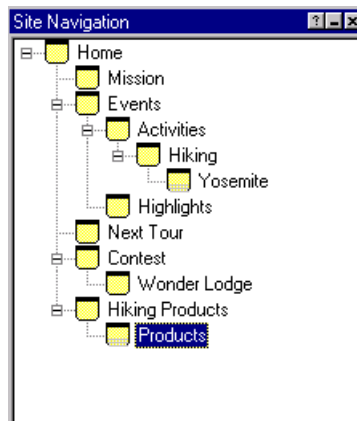 Site Navigation
Home
Mission
Events
Activities
Hiking
Yosemite
Highlights
Next Tour
Contest
Wonder Lodge
Hiking Products
Products